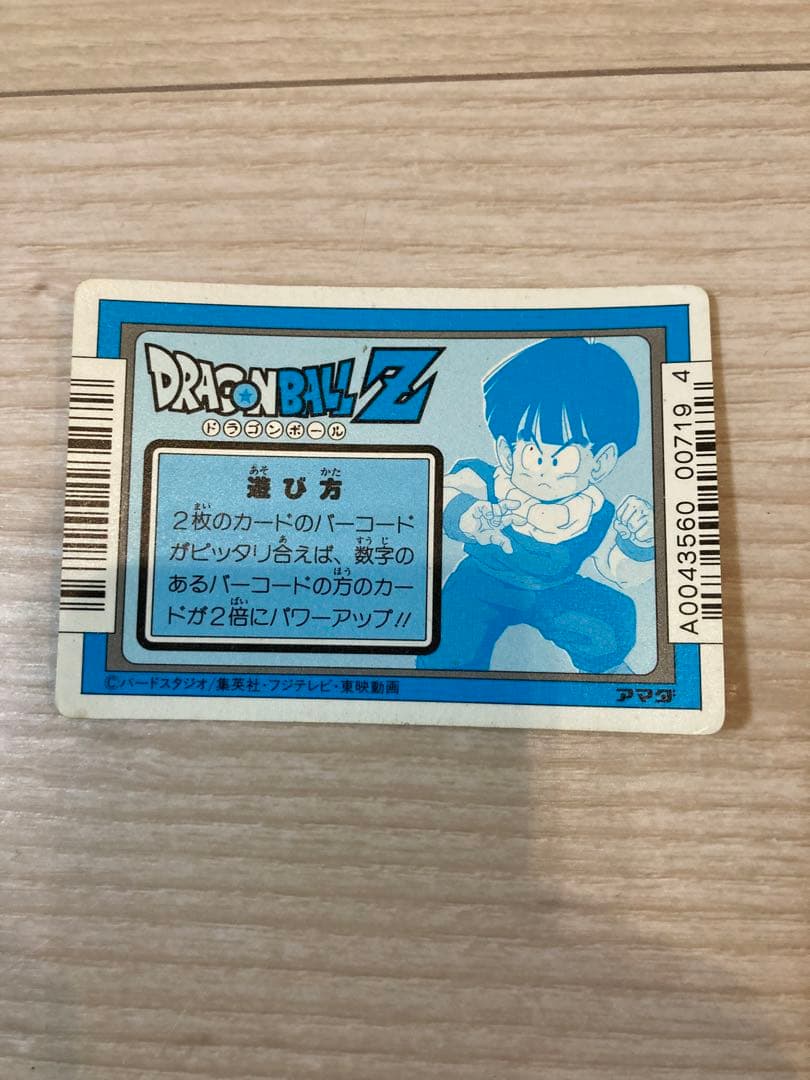 DRAGON BALL Z
ドラゴンボール
遊び方
あそ かた
2枚のカードのバーコード
まい
がピッタリ合えば、数字の
あ すうじ
あるバーコードの方のカー
ほう
ドが2倍にパワーアップ!!
ばい
©バードスタジオ/集英社・フジテレビ・東映動画
アマダ
A0043560 00719 4